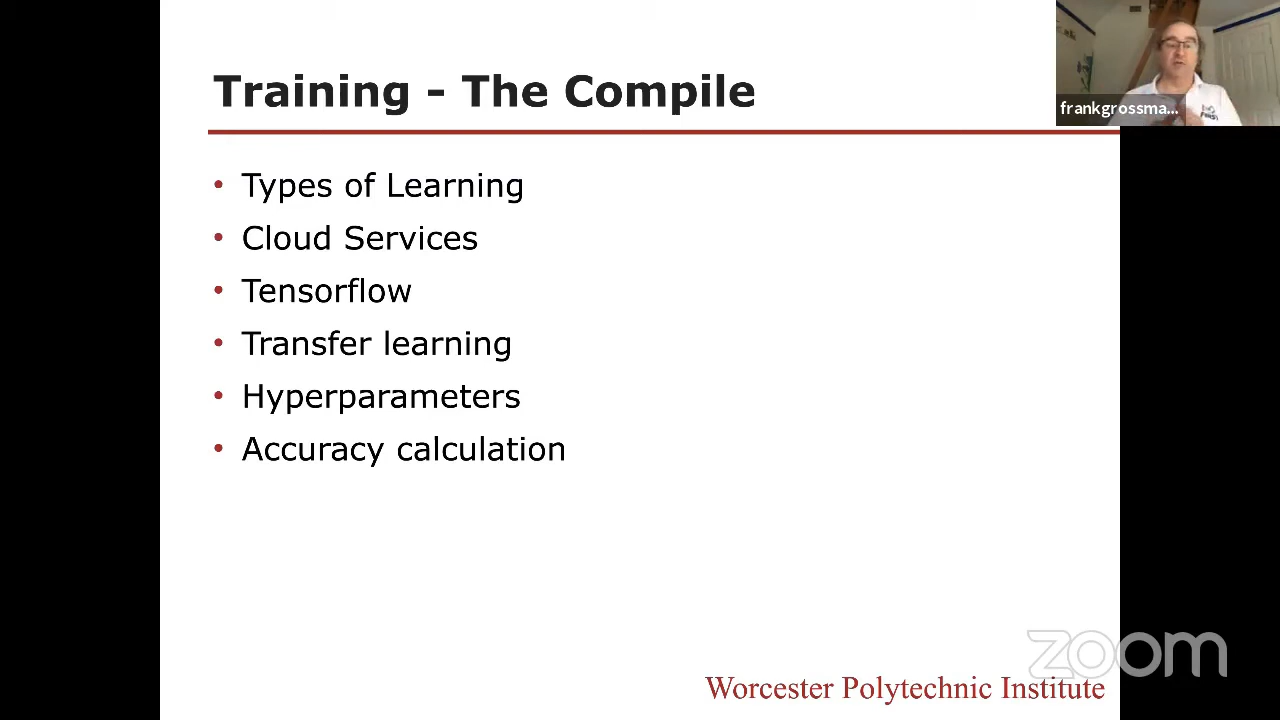 Training - The Compile
frankgrossma...
FIRST
• Types of Learning
• Cloud Services
• Tensorflow
• Transfer learning
• Hyperparameters
• Accuracy calculation
zoom
Worcester Polytechnic Institute